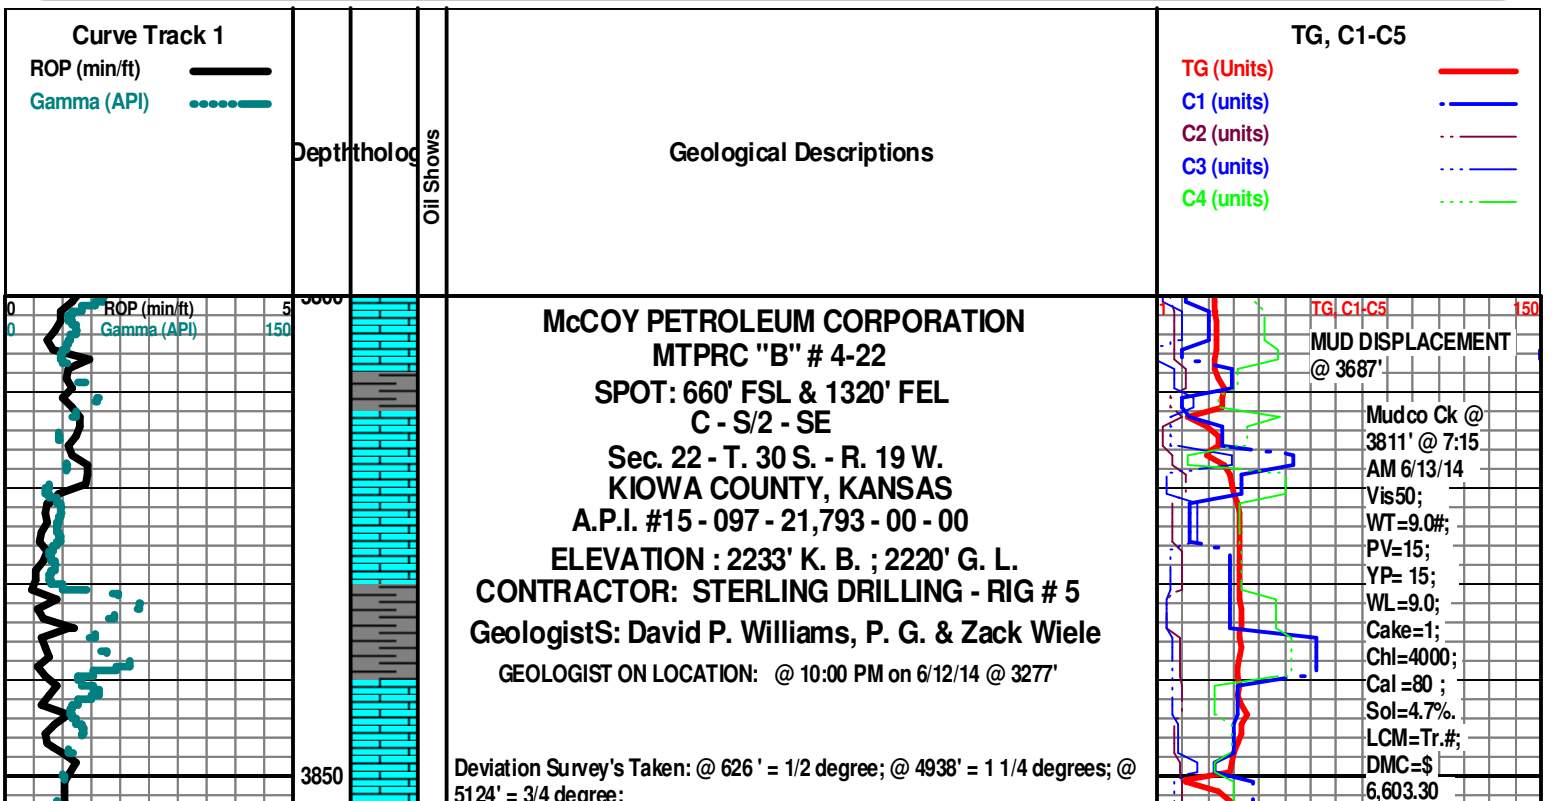 Curve Track 1
ROP (min/ft)
Gamma (API)
Depth
tholog
Oil Shows
Geological Descriptions
TG, C1-C5
TG (Units)
C1 (units)
C2 (units)
C3 (units)
C4 (units)
0 ROP (min/ft) 5
0 Gamma (API) 150
3800
McCOY PETROLEUM CORPORATION
MTPRC "B" # 4-22
SPOT: 660' FSL & 1320' FEL
C - S/2 - SE
Sec. 22 - T. 30 S. - R. 19 W.
KIOWA COUNTY, KANSAS
A.P.I. #15 - 097 - 21,793 - 00 - 00
ELEVATION : 2233' K. B. ; 2220' G. L.
CONTRACTOR: STERLING DRILLING - RIG # 5
GeologistS: David P. Williams, P. G. & Zack Wiele
GEOLOGIST ON LOCATION: @ 10:00 PM on 6/12/14 @ 3277'
3850
Deviation Survey's Taken: @ 626 ' = 1/2 degree; @ 4938' = 1 1/4 degrees; @
5124' = 3/4 degree;
1 TG, C1-C5 150
MUD DISPLACEMENT
@ 3687'
Mudco Ck @
3811' @ 7:15
AM 6/13/14
Vis50;
WT=9.0#;
PV=15;
YP= 15;
WL=9.0;
Cake=1;
Chl=4000;
Cal =80 ;
Sol=4.7%.
LCM=Tr.#;
DMC=$
6,603.30